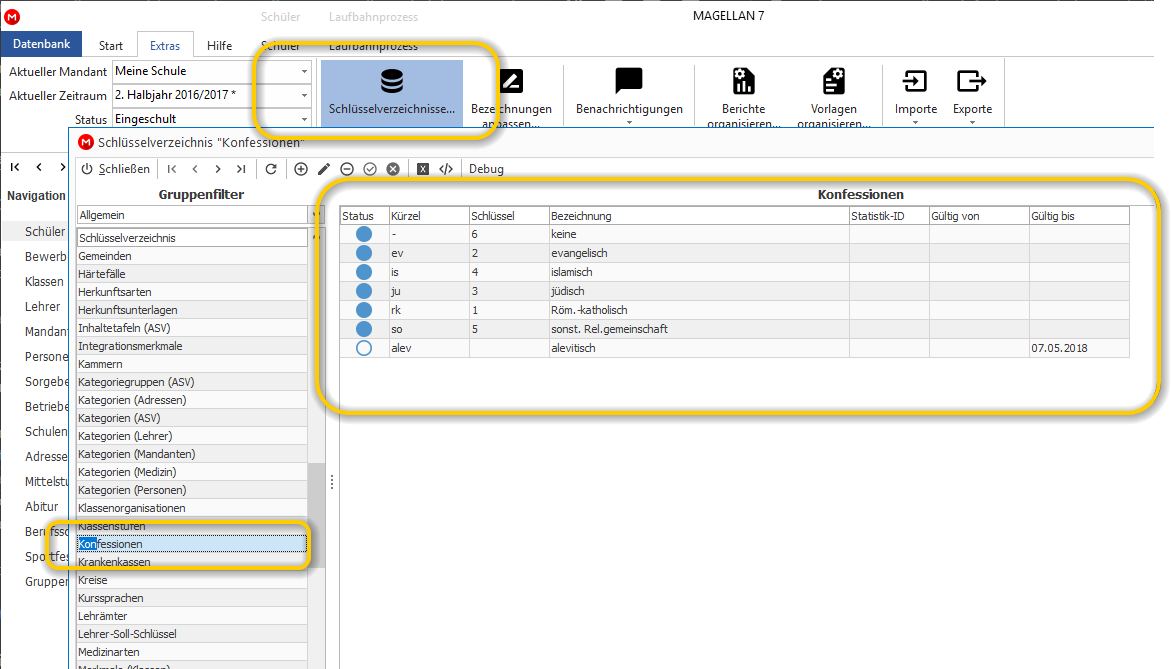 Schüler Laufbahnprozess MAGELLAN 7
Datenbank Start Extras Hilfe Schüler Laufbahnprozess
Aktueller Mandant Meine Schule
Aktueller Zeitraum 2. Halbjahr 2016/2017 *
Status Eingeschult
Schlüsselverzeichnisse...
Bezeichnungen
anpassen...
Benachrichtigungen
Berichte
organisieren...
Vorlagen
organisieren...
Importe
Exporte
Schlüsselverzeichnis "Konfessionen"
Schließen Debug
Navigation
Schüler
Bewerb
Klassen
Lehrer
Mandan
Persone
Sorgebe
Betriebe
Schulen
Adresse
Mittelstu
Abitur
Berufssc
Sportfes
Gruppen
Gruppenfilter
Allgemein
Schlüsselverzeichnis
Gemeinden
Härtefälle
Herkunftsarten
Herkunftsunterlagen
Inhaltetafeln (ASV)
Integrationsmerkmale
Kammern
Kategoriegruppen (ASV)
Kategorien (Adressen)
Kategorien (ASV)
Kategorien (Lehrer)
Kategorien (Mandanten)
Kategorien (Medizin)
Kategorien (Personen)
Klassenorganisationen
Klassenstufen
Konfessionen
Krankenkassen
Kreise
Kurssprachen
Lehrämter
Lehrer-Soll-Schlüssel
Medizinarten
Merkmale (Klassen)
Konfessionen
Status Kürzel Schlüssel Bezeichnung Statistik-ID Gültig von Gültig bis
- 6 keine
ev 2 evangelisch
is 4 islamisch
ju 3 jüdisch
rk 1 Röm.-katholisch
so 5 sonst. Rel.gemeinschaft
alev alevitisch 07.05.2018